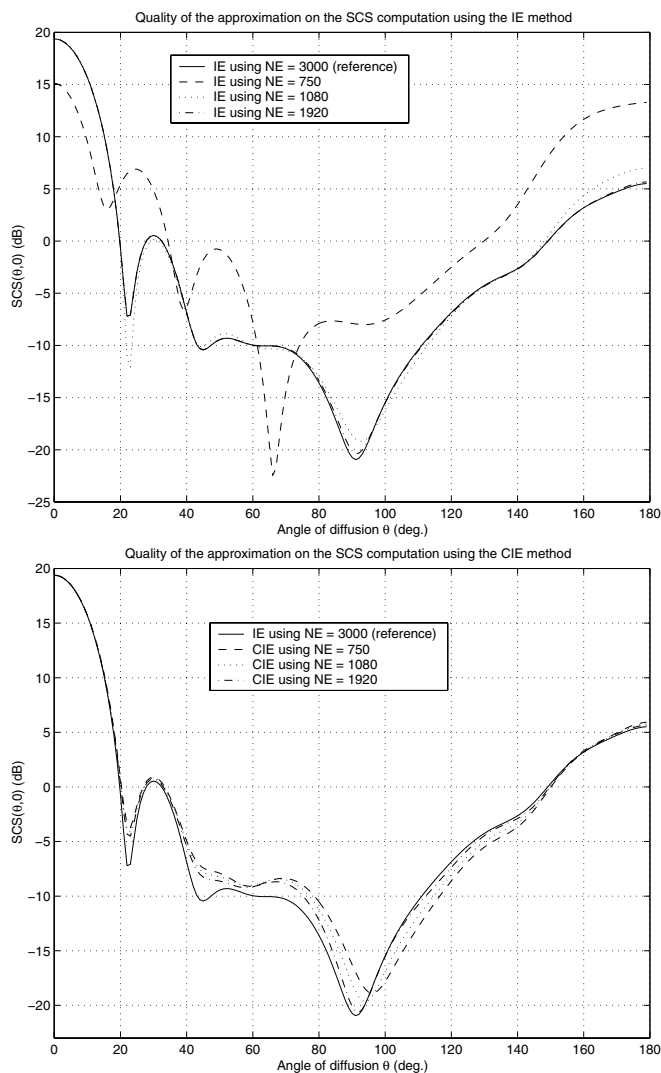 Quality of the approximation on the SCS computation using the IE method
20
15
10
5
0
−5
−10
−15
−20
−25
SCS(θ,0) (dB)
IE using NE = 3000 (reference)
IE using NE = 750
IE using NE = 1080
IE using NE = 1920
0 20 40 60 80 100 120 140 160 180
Angle of diffusion θ (deg.)
Quality of the approximation on the SCS computation using the CIE method
20
15
10
5
0
−5
−10
−15
−20
SCS(θ,0) (dB)
IE using NE = 3000 (reference)
CIE using NE = 750
CIE using NE = 1080
CIE using NE = 1920
0 20 40 60 80 100 120 140 160 180
Angle of diffusion θ (deg.)